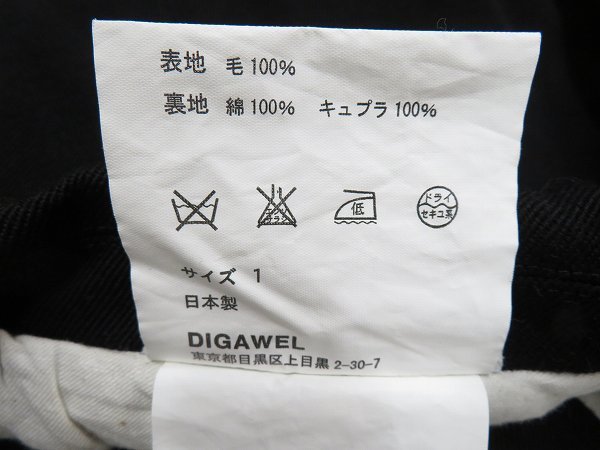 表地 毛100%
裏地 綿100% キュプラ100%
低
ドライ
セキユ系
サイズ 1
日本製
DIGAWEL
東京都目黒区上目黒 2-30-7